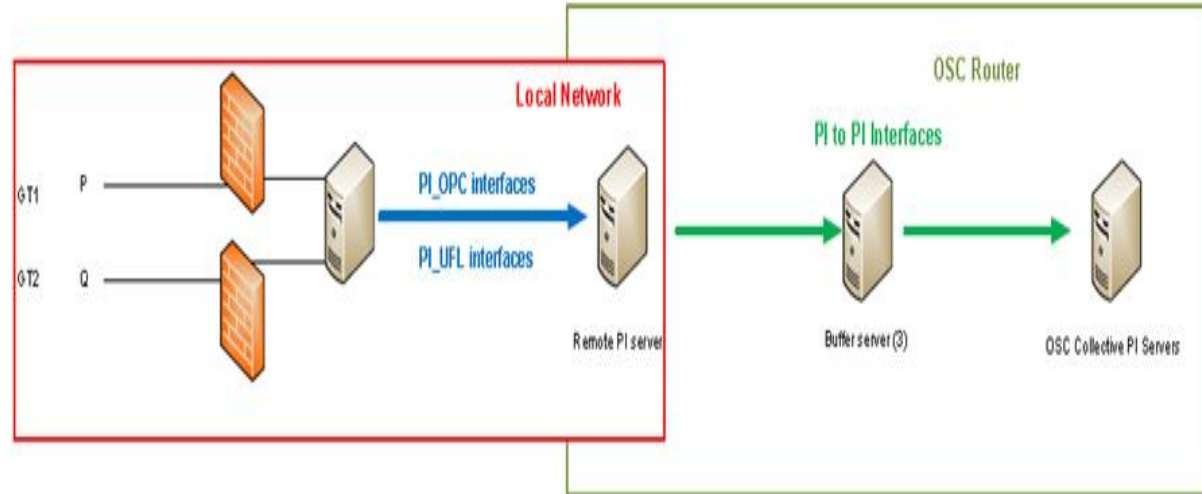 OSC Router
Local Network
PI to PI Interfaces
GT1 P
PI_OPC interfaces
PI_UFL interfaces
GT2 Q
Remote PI server
Buffer server (3)
OSC Collective PI Servers